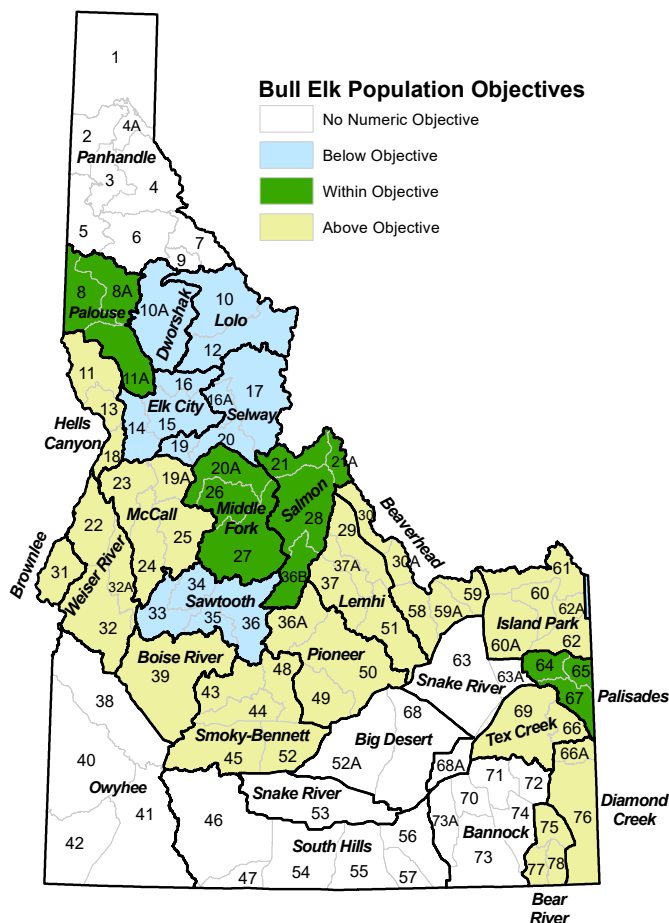 Bull Elk Population Objectives
No Numeric Objective
Below Objective
Within Objective
Above Objective
1
2
4A
Panhandle
3
4
5
6
7
9
8
8A
Palouse
10A
Dworshak
10
Lolo
12
11
11A
13
Hells
Canyon
18
16
16A
17
Elk City
14
15
Selway
19
20
20A
21
21A
23
19A
26
McCall
Middle
Fork
Salmon
28
22
25
27
24
Brownlee
31
Weiser River
32A
32
29
30
Beaverhead
30A
37A
37
36B
Lemhi
58
59A
59
51
34
Sawtooth
33
35
36
36A
61
60
62A
Island Park
60A
62
Boise River
39
Pioneer
48
50
49
43
44
Smoky-Bennett
45
52
63
63A
Snake River
64
65
67
Palisades
38
40
Owyhee
41
42
68
Big Desert
52A
68A
69
Tex Creek
66
66A
Snake River
53
46
South Hills
47
54
55
56
57
71
70
72
73A
74
Bannock
73
75
76
77
78
Diamond
Creek
Bear
River